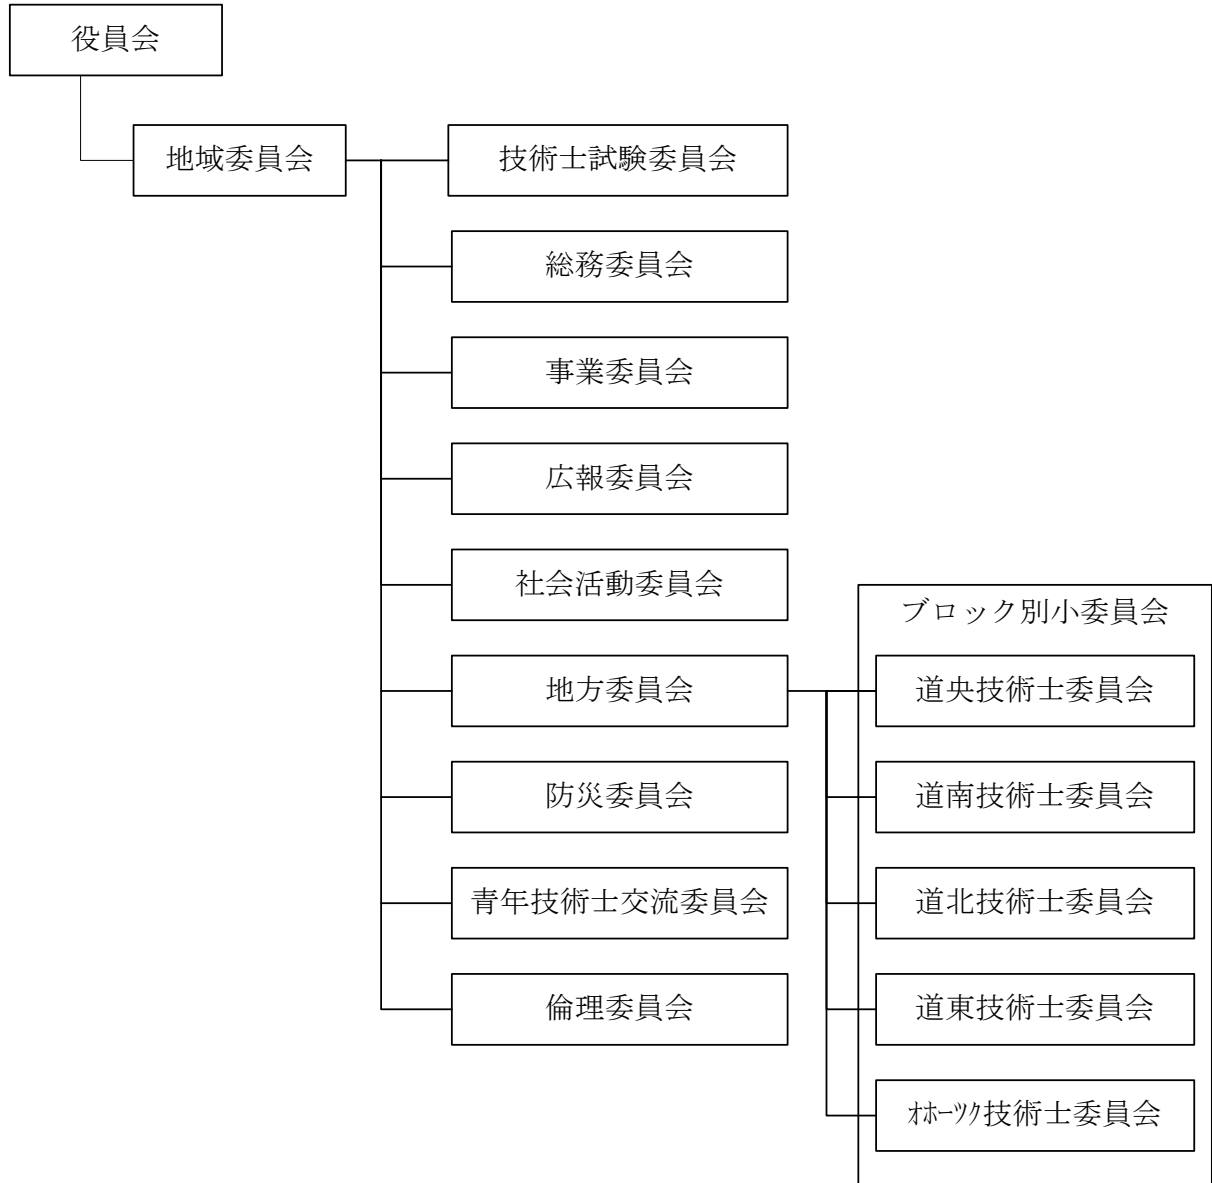 役員会
地域委員会
技術士試験委員会
総務委員会
事業委員会
広報委員会
社会活動委員会
地方委員会
防災委員会
青年技術士交流委員会
倫理委員会
ブロック別小委員会
道央技術士委員会
道南技術士委員会
道北技術士委員会
道東技術士委員会
ｵﾎｰﾂｸ技術士委員会